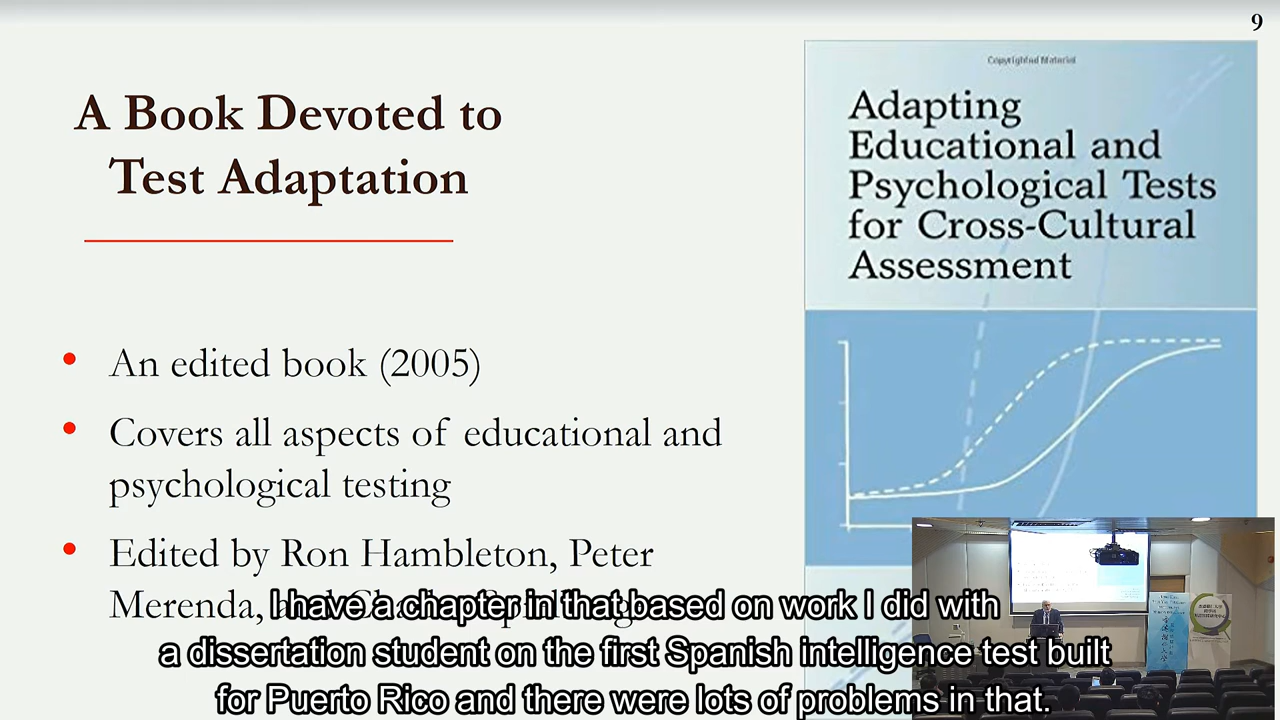 9
A Book Devoted to
Test Adaptation
• An edited book (2005)
• Covers all aspects of educational and
psychological testing
• Edited by Ron Hambleton, Peter
Merenda,
Copyrighted Material
Adapting
Educational and
Psychological Tests
for Cross-Cultural
Assessment
I have a chapter in that based on work I did with
a dissertation student on the first Spanish intelligence test built
for Puerto Rico and there were lots of problems in that.